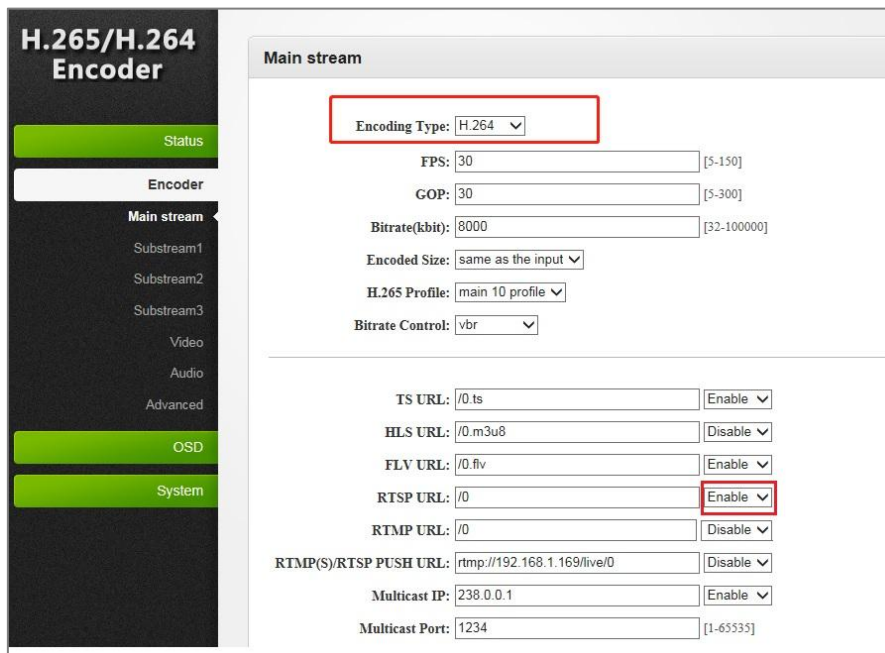 H.265/H.264
Encoder
Status
Encoder
Main stream
Substream1
Substream2
Substream3
Video
Audio
Advanced
OSD
System
Main stream
Encoding Type: H.264
FPS: 30 [5-150]
GOP: 30 [5-300]
Bitrate(kbit): 8000 [32-100000]
Encoded Size: same as the input
H.265 Profile: main 10 profile
Bitrate Control: vbr
TS URL: /0.ts Enable
HLS URL: /0.m3u8 Disable
FLV URL: /0.flv Enable
RTSP URL: /0 Enable
RTMP URL: /0 Disable
RTMP(S)/RTSP PUSH URL: rtmp://192.168.1.169/live/0 Disable
Multicast IP: 238.0.0.1 Enable
Multicast Port: 1234 [1-65535]